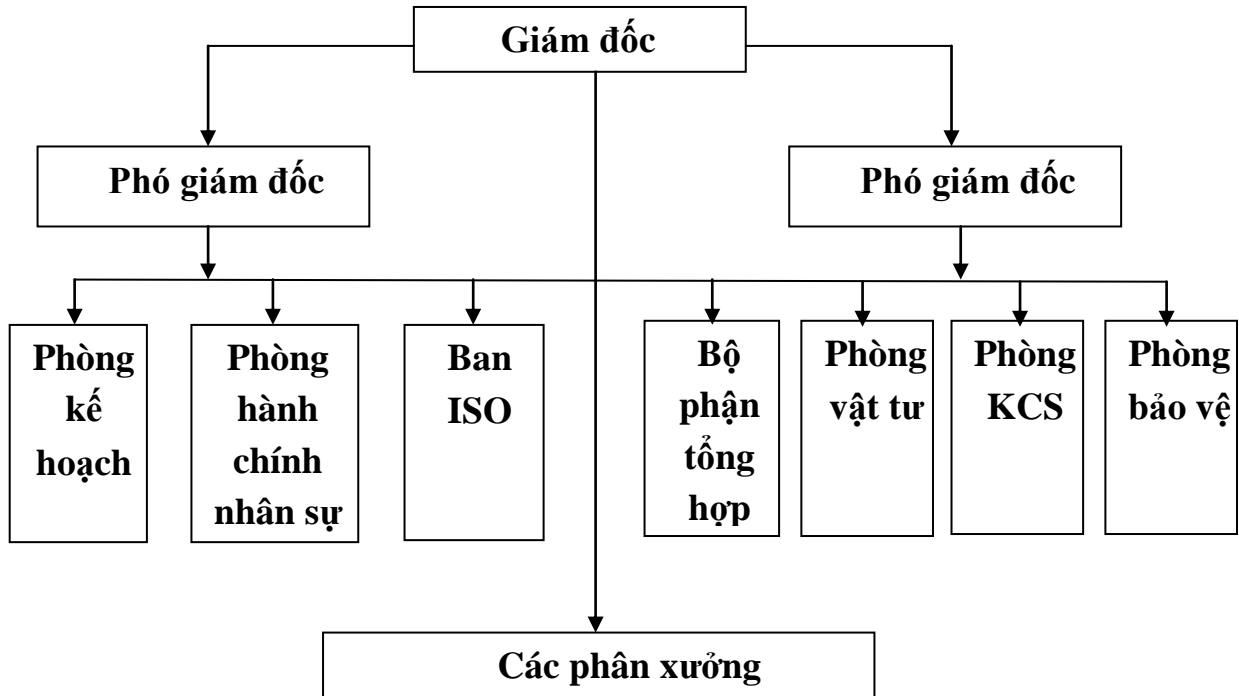 Giám đốc
Phó giám đốc
Phó giám đốc
Phòng
kế
hoạch
Phòng
hành
chính
nhân sự
Ban
ISO
Bộ
phận
tổng
hợp
Phòng
vật tư
Phòng
KCS
Phòng
bảo vệ
Các phân xưởng